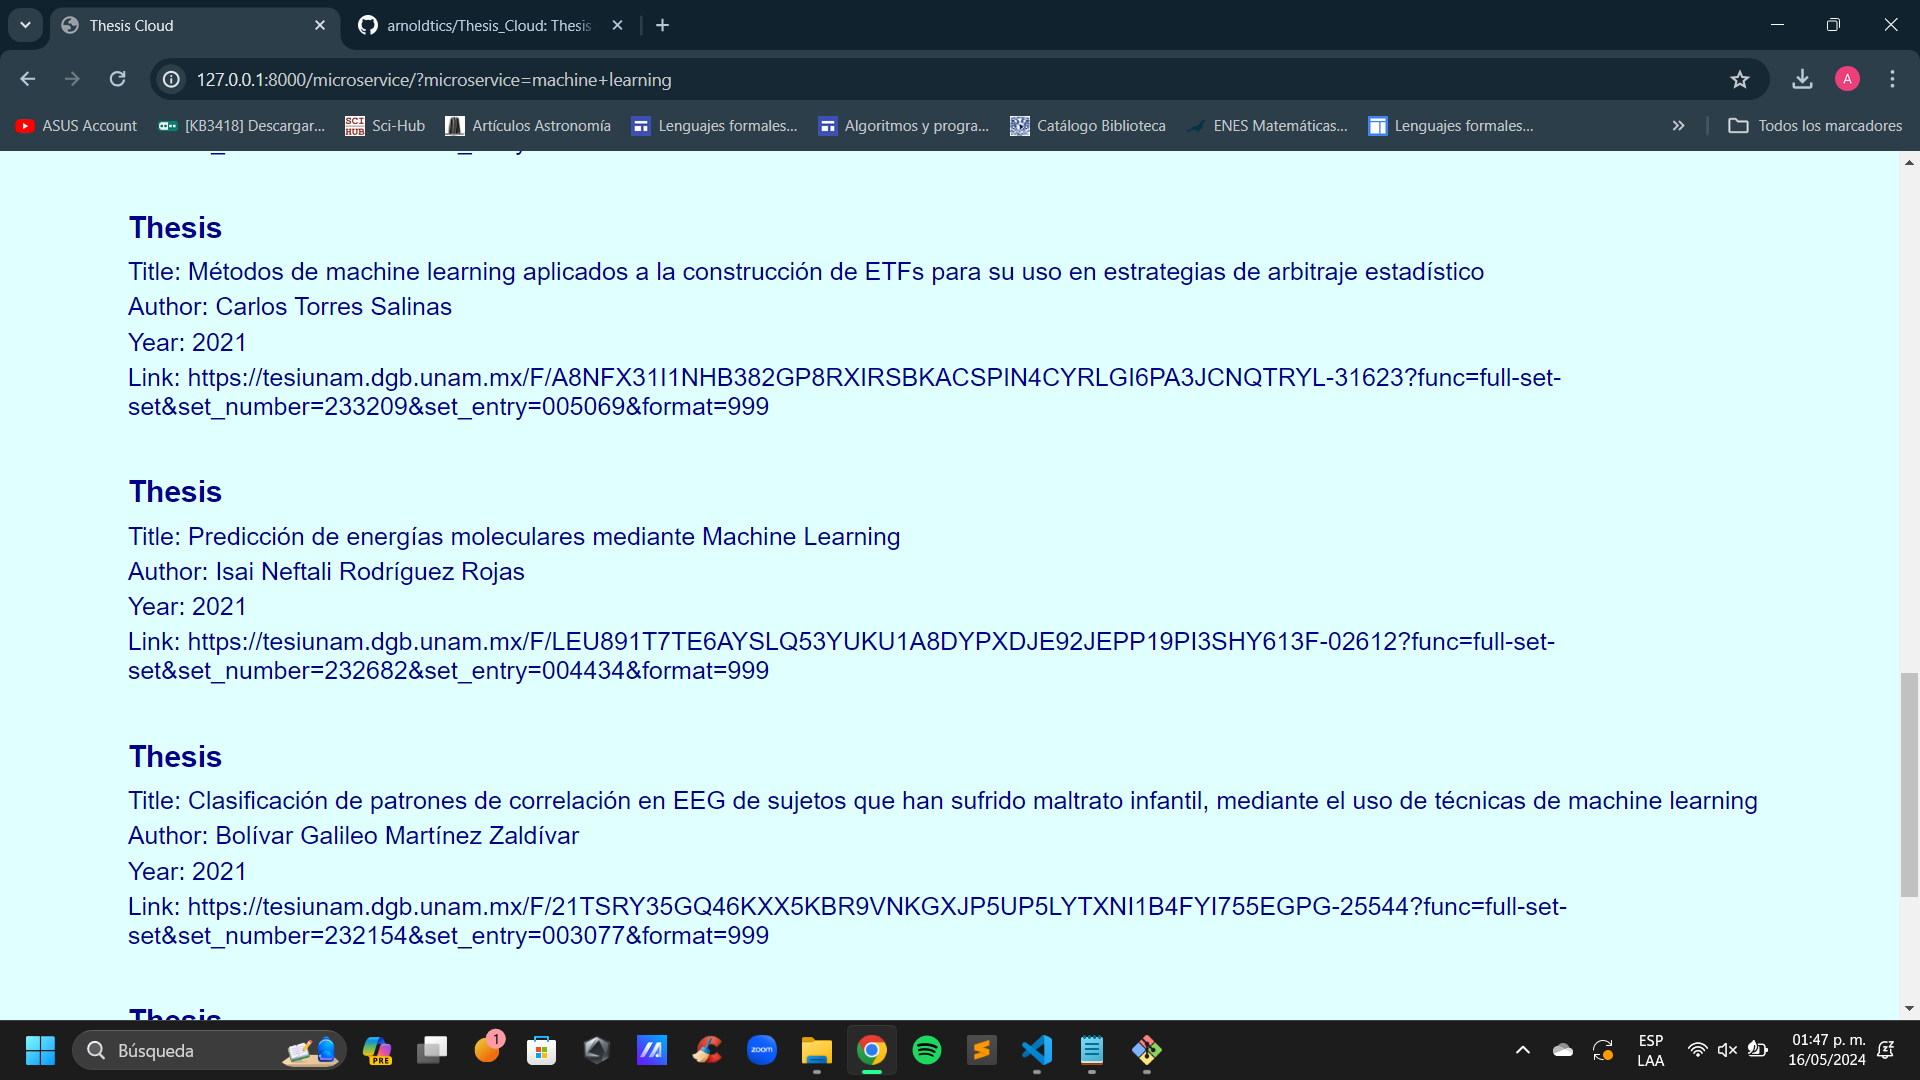 Thesis Cloud
arnoldtics/Thesis_Cloud: Thesis
127.0.0.1:8000/microservice/?microservice=machine+learning
A
ASUS Account
[KB3418] Descargar...
SCI HUB
Sci-Hub
Artículos Astronomía
Lenguajes formales...
Algoritmos y progra...
Catálogo Biblioteca
ENES Matemáticas...
Lenguajes formales...
Todos los marcadores
Thesis
Title: Métodos de machine learning aplicados a la construcción de ETFs para su uso en estrategias de arbitraje estadístico
Author: Carlos Torres Salinas
Year: 2021
Link: https://tesiunam.dgb.unam.mx/F/A8NFX31I1NHB382GP8RXIRSBKACSPIN4CYRLGI6PA3JCNQTRYL-31623?func=full-set-
set&set_number=233209&set_entry=005069&format=999
Thesis
Title: Predicción de energías moleculares mediante Machine Learning
Author: Isai Neftali Rodríguez Rojas
Year: 2021
Link: https://tesiunam.dgb.unam.mx/F/LEU891T7TE6AYSLQ53YUKU1A8DYPXDJE92JEPP19PI3SHY613F-02612?func=full-set-
set&set_number=232682&set_entry=004434&format=999
Thesis
Title: Clasificación de patrones de correlación en EEG de sujetos que han sufrido maltrato infantil, mediante el uso de técnicas de machine learning
Author: Bolívar Galileo Martínez Zaldívar
Year: 2021
Link: https://tesiunam.dgb.unam.mx/F/21TSRY35GQ46KXX5KBR9VNKGXJP5UP5LYTXNI1B4FYI755EGPG-25544?func=full-set-
set&set_number=232154&set_entry=003077&format=999
Thesis
Búsqueda
PRE
1
zoom
ESP
LAA
01:47 p. m.
16/05/2024